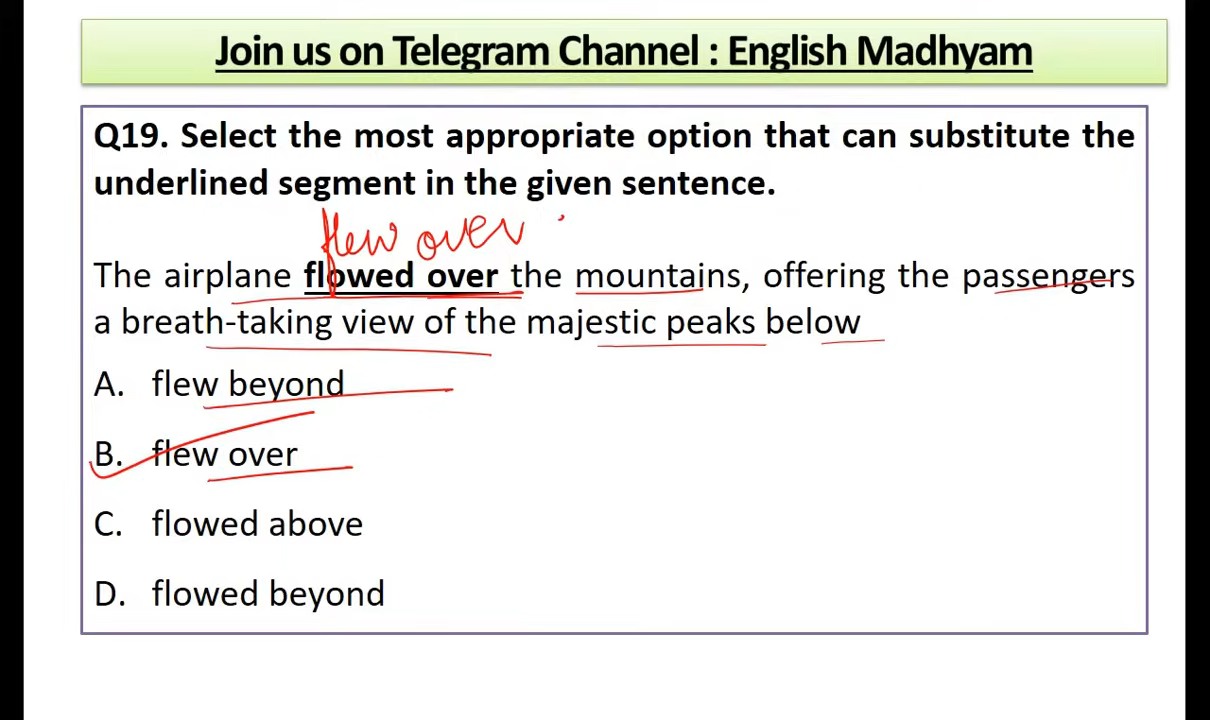 Join us on Telegram Channel : English Madhyam
Q19. Select the most appropriate option that can substitute the
underlined segment in the given sentence.
flew over
The airplane flowed over the mountains, offering the passengers
a breath-taking view of the majestic peaks below
A. flew beyond
B. flew over
C. flowed above
D. flowed beyond